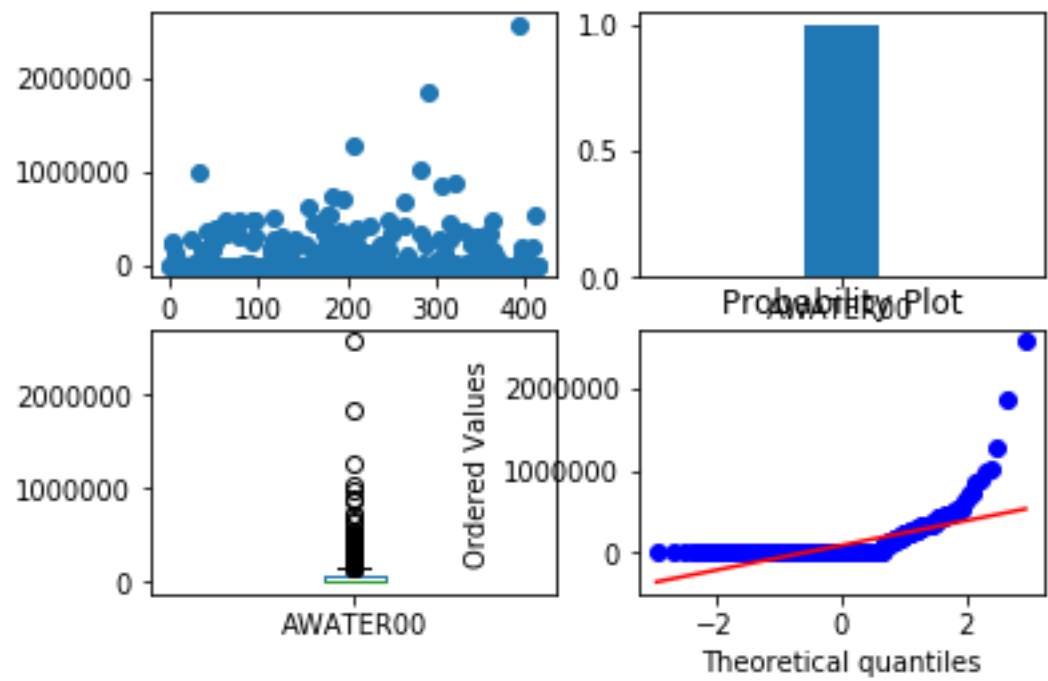 2000000
1000000
0
0 100 200 300 400
1.0
0.5
0.0
AWATER00
Probability Plot
2000000
1000000
0
AWATER00
Ordered Values
2000000
1000000
0
−2 0 2
Theoretical quantiles